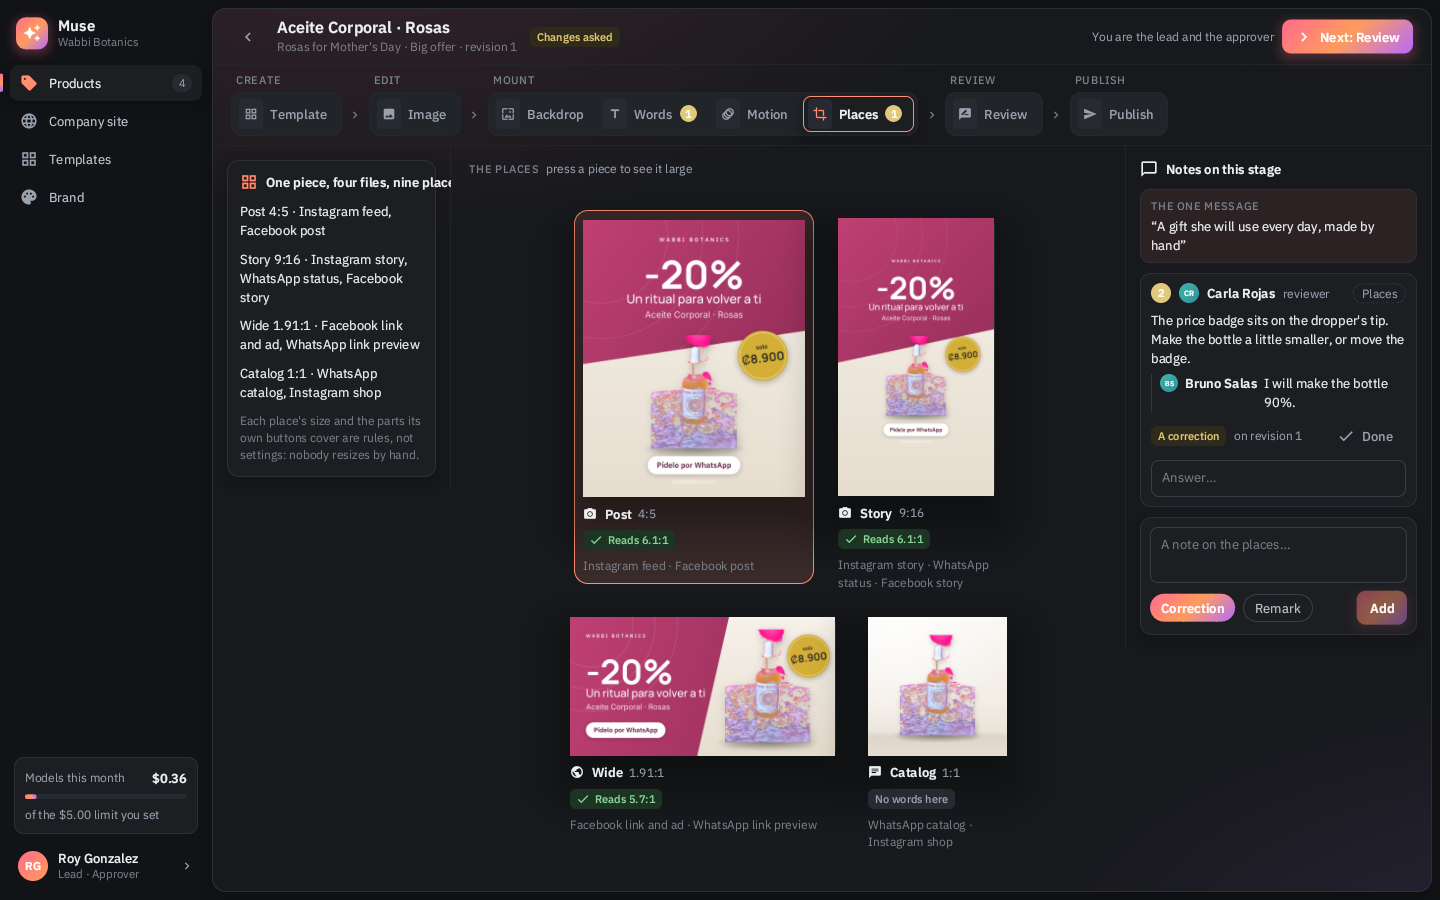 Muse
Wabbi Botanics
Products 4
Company site
Templates
Brand
Models this month $0.36
of the $5.00 limit you set
RG Roy Gonzalez
Lead · Approver
Aceite Corporal · Rosas
Rosas for Mother's Day · Big offer · revision 1
Changes asked
You are the lead and the approver
Next: Review
CREATE
Template
EDIT
Image
MOUNT
Backdrop
Words 1
Motion
Places 1
REVIEW
Review
PUBLISH
Publish
One piece, four files, nine place
Post 4:5 · Instagram feed,
Facebook post
Story 9:16 · Instagram story,
WhatsApp status, Facebook
story
Wide 1.91:1 · Facebook link
and ad, WhatsApp link preview
Catalog 1:1 · WhatsApp
catalog, Instagram shop
Each place's size and the parts its
own buttons cover are rules, not
settings: nobody resizes by hand.
THE PLACES press a piece to see it large
WABBI BOTANICS
-20%
Un ritual para volver a ti
Aceite Corporal · Rosas
solo
₡8.900
Pídelo por WhatsApp
Post 4:5
Reads 6.1:1
Instagram feed · Facebook post
WABBI BOTANICS
-20%
Un ritual para volver a ti
Aceite Corporal · Rosas
solo
₡8.900
Pídelo por WhatsApp
Story 9:16
Reads 6.1:1
Instagram story · WhatsApp
status · Facebook story
WABBI BOTANICS
-20%
Un ritual para volver a ti
Aceite Corporal · Rosas
Pídelo por WhatsApp
solo
₡8.900
Wide 1.91:1
Reads 5.7:1
Facebook link and ad · WhatsApp link preview
Catalog 1:1
No words here
WhatsApp catalog ·
Instagram shop
Notes on this stage
THE ONE MESSAGE
“A gift she will use every day, made by
hand”
2 CR Carla Rojas reviewer Places
The price badge sits on the dropper's tip.
Make the bottle a little smaller, or move the
badge.
BS Bruno Salas I will make the bottle
90%.
A correction on revision 1 Done
Answer...
A note on the places...
Correction Remark Add